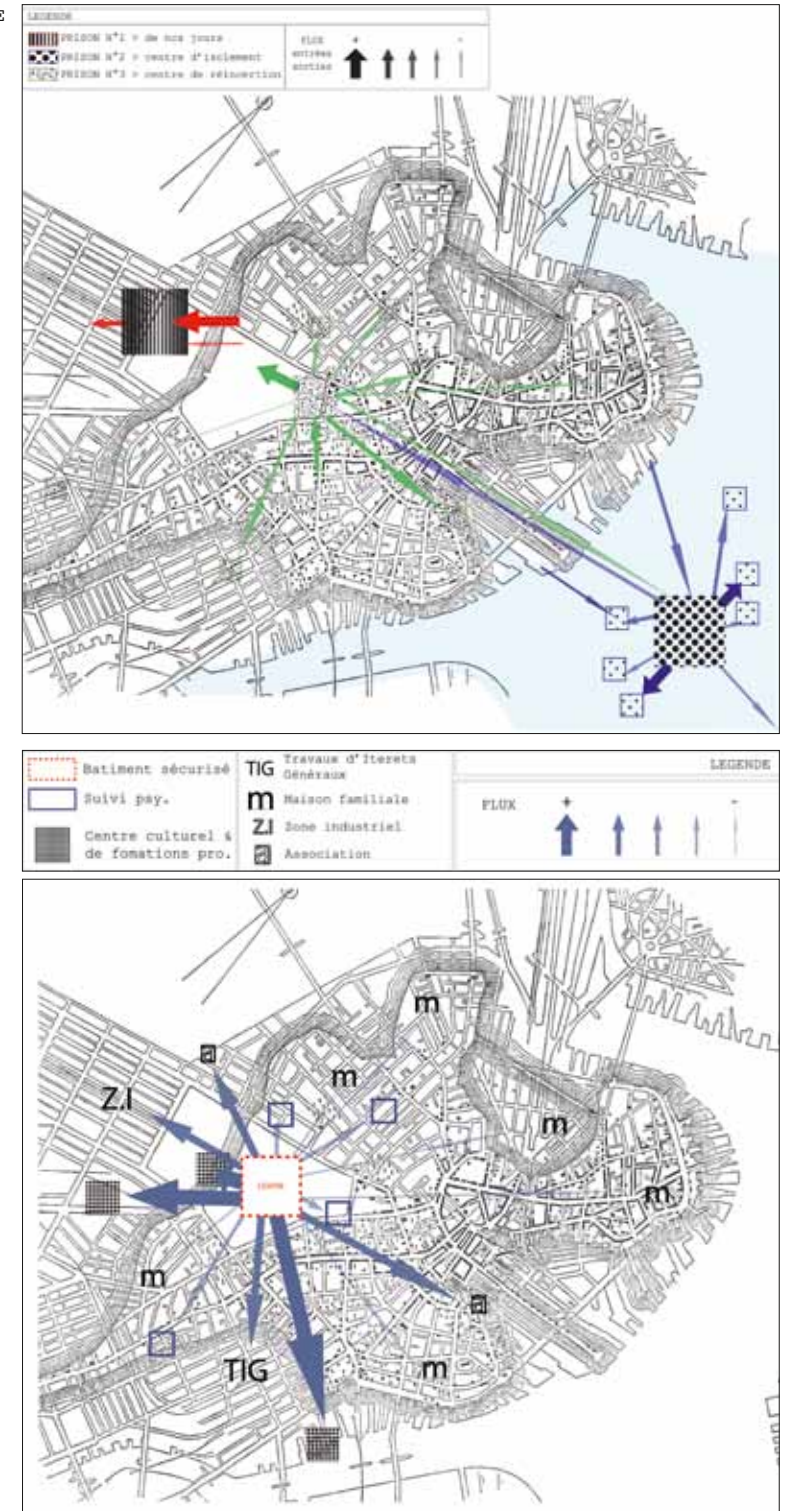 E
LEGENDE
PRISON N°1 > de nos jours
PRISON N°2 > centre d'isolement
PRISON N°3 > centre de réincertion
FLUX
entrées
sorties
+
-
Batiment sécurisé
Suivi psy.
Centre culturel &
de fomations pro.
TIG
Travaux d'Iterets
Généraux
m
Maison familiale
Z.I
Zone industriel
a
Association
LEGENDE
FLUX
+
-
m
a
m
Z.I
m
m
CENTRE
m
a
TIG
m